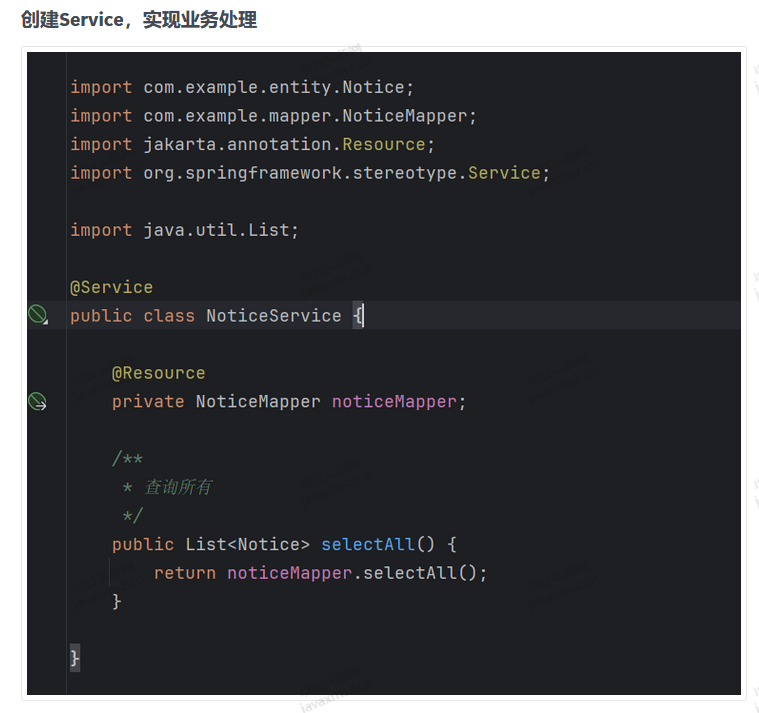 创建Service，实现业务处理
import com.example.entity.Notice;
import com.example.mapper.NoticeMapper;
import jakarta.annotation.Resource;
import org.springframework.stereotype.Service;
import java.util.List;
@Service
public class NoticeService {
@Resource
private NoticeMapper noticeMapper;
/**
* 查询所有
*/
public List<Notice> selectAll() {
return noticeMapper.selectAll();
}
}